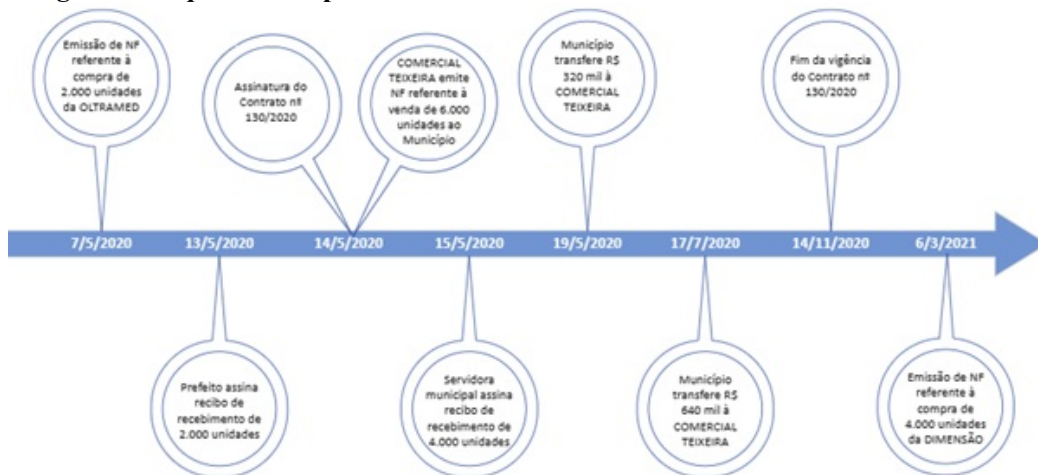 Emissão de NF
referente à
compra de
2.000 unidades
da OLTRAMED
Assinatura do
Contrato nº
130/2020
COMERCIAL
TEIXEIRA emite
NF referente à
venda de 6.000
unidades ao
Município
Município
transfere R$
320 mil à
COMERCIAL
TEIXEIRA
Fim da vigência
do Contrato nº
130/2020
7/5/2020 13/5/2020 14/5/2020 15/5/2020 19/5/2020 17/7/2020 14/11/2020 6/3/2021
Prefeito assina
recibo de
recebimento de
2.000 unidades
Servidora
municipal assina
recibo de
recebimento de
4.000 unidades
Município
transfere R$
640 mil à
COMERCIAL
TEIXEIRA
Emissão de NF
referente à
compra de
4.000 unidades
da DIMENSÃO